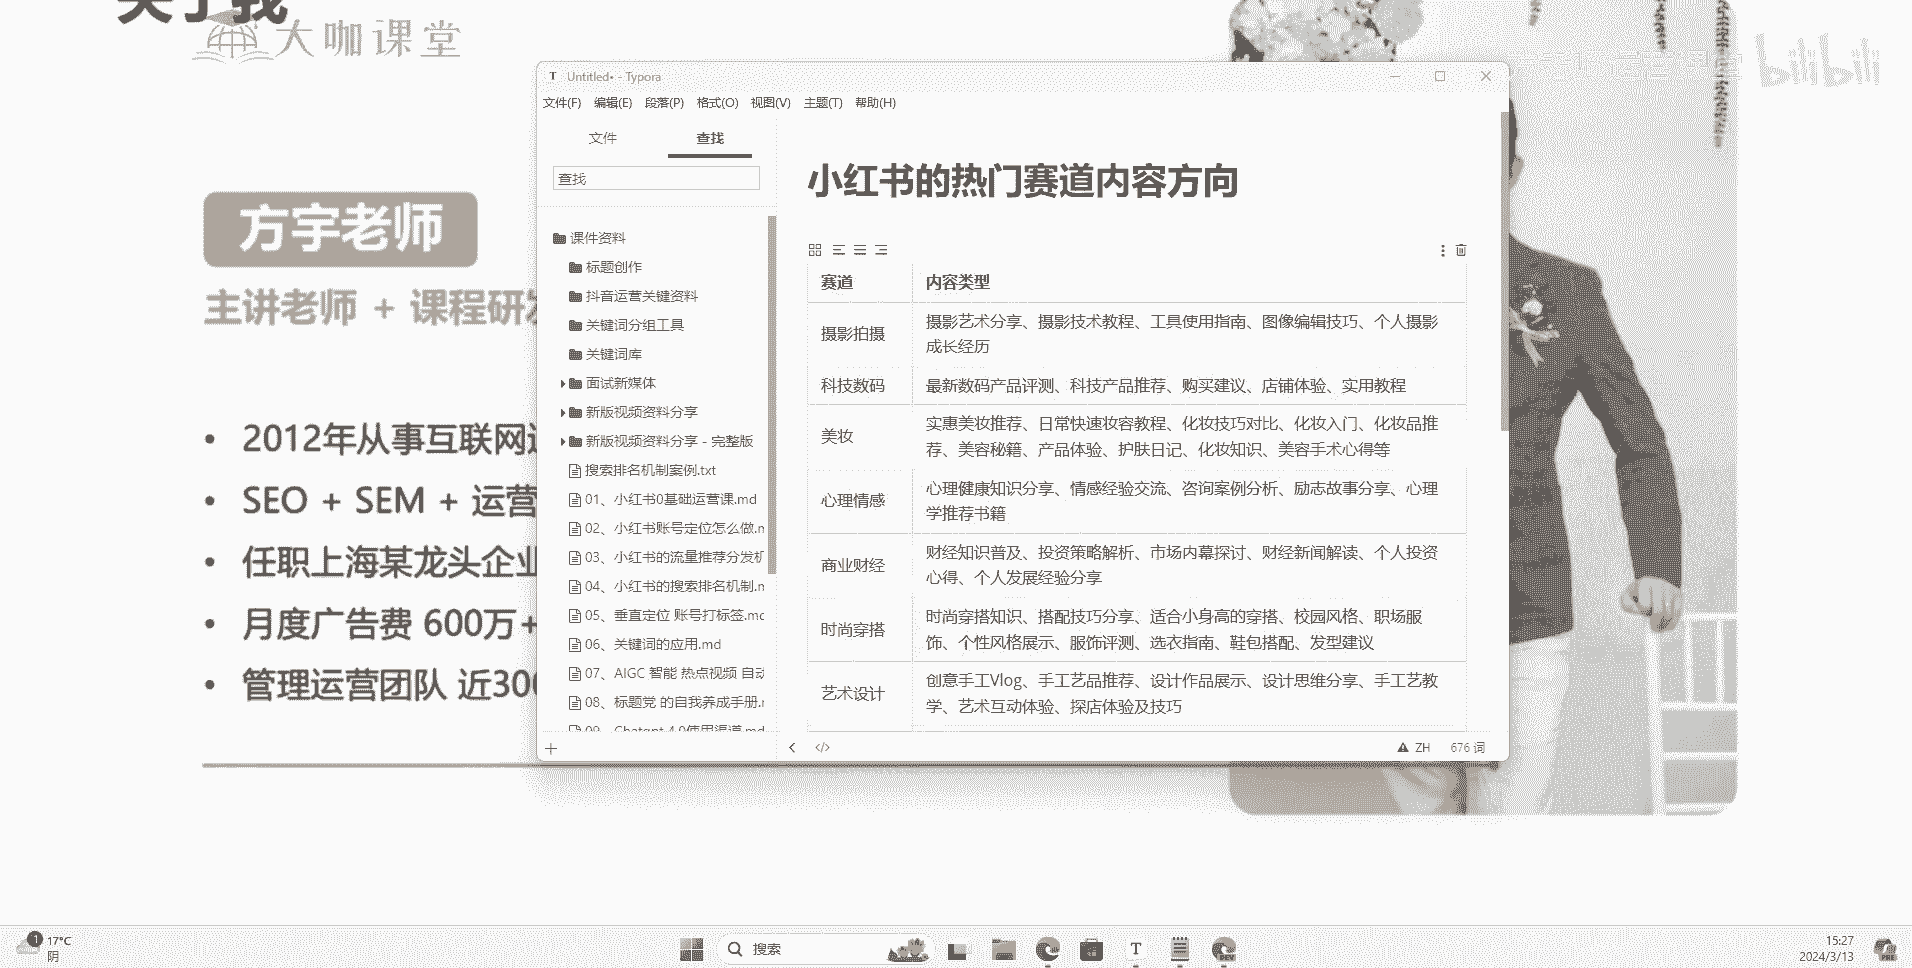 关于我
大咖课堂
bilibili
方宇老师
主讲老师 + 课程研发
2012年从事互联网
SEO + SEM + 运营
任职上海某龙头企业
月度广告费 600万+
管理运营团队 近300
Untitled• - Typora
文件(F) 编辑(E) 段落(P) 格式(O) 视图(V) 主题(T) 帮助(H)
文件 查找
查找
课件资料
标题创作
抖音运营关键资料
关键词分组工具
关键词库
面试新媒体
新版视频资料分享
新版视频资料分享 - 完整版
搜索排名机制案例.txt
01、小红书0基础运营课.md
02、小红书账号定位怎么做.m
03、小红书的流量推荐分发机
04、小红书的搜索排名机制.m
05、垂直定位 账号打标签.mc
06、关键词的应用.md
07、AIGC 智能 热点视频 自动
08、标题党 的自我养成手册.r
09、Chatgpt 4.0使用渠道.md
小红书的热门赛道内容方向
赛道 内容类型
摄影拍摄 摄影艺术分享、摄影技术教程、工具使用指南、图像编辑技巧、个人摄影
成长经历
科技数码 最新数码产品评测、科技产品推荐、购买建议、店铺体验、实用教程
美妆 实惠美妆推荐、日常快速妆容教程、化妆技巧对比、化妆入门、化妆品推
荐、美容秘籍、产品体验、护肤日记、化妆知识、美容手术心得等
心理情感 心理健康知识分享、情感经验交流、咨询案例分析、励志故事分享、心理
学推荐书籍
商业财经 财经知识普及、投资策略解析、市场内幕探讨、财经新闻解读、个人投资
心得、个人发展经验分享
时尚穿搭 时尚穿搭知识、搭配技巧分享、适合小身高的穿搭、校园风格、职场服
饰、个性风格展示、服饰评测、选衣指南、鞋包搭配、发型建议
艺术设计 创意手工Vlog、手工艺品推荐、设计作品展示、设计思维分享、手工艺教
学、艺术互动体验、探店体验及技巧
ZH 676 词
1
17°C
阴
搜索
DEV
15:27
2024/3/13
PRE